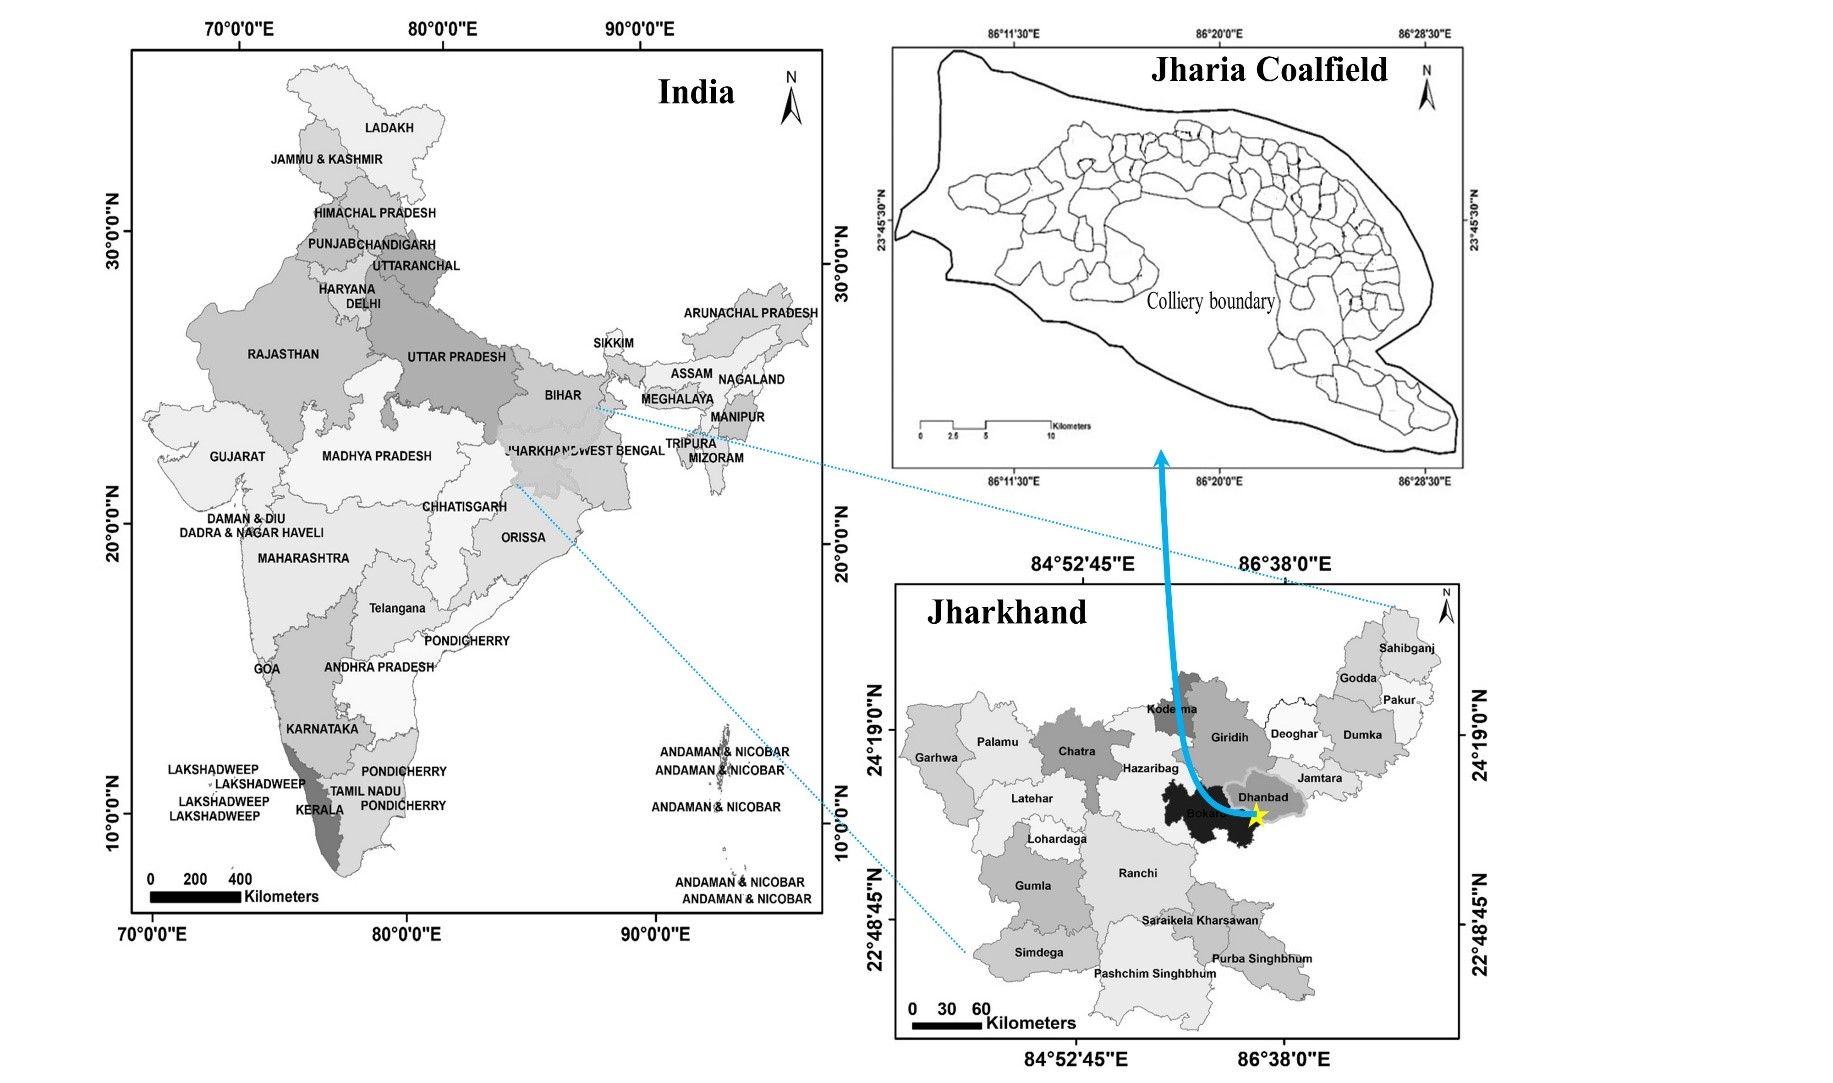 70°0'0"E
80°0'0"E
90°0'0"E
India
N
LADAKH
JAMMU & KASHMIR
HIMACHAL PRADESH
PUNJAB
CHANDIGARH
UTTARANCHAL
HARYANA
DELHI
ARUNACHAL PRADESH
SIKKIM
RAJASTHAN
UTTAR PRADESH
ASSAM
NAGALAND
BIHAR
MEGHALAYA
MANIPUR
TRIPURA
MIZORAM
GUJARAT
MADHYA PRADESH
JHARKHAND
WEST BENGAL
CHHATISGARH
DAMAN & DIU
DADRA & NAGAR HAVELI
ORISSA
MAHARASHTRA
Telangana
PONDICHERRY
GOA
ANDHRA PRADESH
KARNATAKA
ANDAMAN & NICOBAR
ANDAMAN & NICOBAR
ANDAMAN & NICOBAR
ANDAMAN & NICOBAR
ANDAMAN & NICOBAR
LAKSHADWEEP
LAKSHADWEEP
LAKSHADWEEP
LAKSHADWEEP
PONDICHERRY
TAMIL NADU
PONDICHERRY
KERALA
0 200 400
Kilometers
30°0'0"N
20°0'0"N
10°0'0"N
30°0'0"N
20°0'0"N
10°0'0"N
70°0'0"E
80°0'0"E
90°0'0"E
86°11'30"E
86°20'0"E
86°28'30"E
Jharia Coalfield
N
23°45'30"N
23°45'30"N
Colliery boundary
0 2.5 5 10
Kilometers
86°11'30"E
86°20'0"E
86°28'30"E
84°52'45"E
86°38'0"E
Jharkhand
N
Sahibganj
Godda
Pakur
Koderma
Giridih
Deoghar
Dumka
Palamu
Chatra
Garhwa
Hazaribag
Jamtara
Latehar
Dhanbad
Bokaro
Lohardaga
Ranchi
Gumla
Saraikela Kharsawan
Simdega
Purba Singhbhum
Pashchim Singhbhum
0 30 60
Kilometers
24°19'0"N
22°48'45"N
24°19'0"N
22°48'45"N
84°52'45"E
86°38'0"E